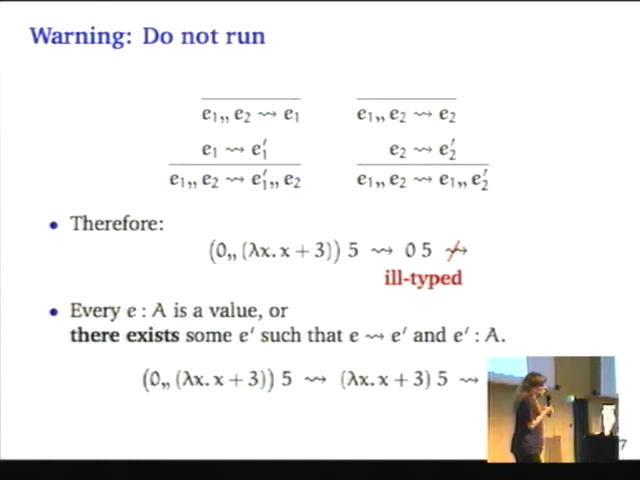 Warning: Do not run
e₁,, e₂ ⇝ e₁
e₁,, e₂ ⇝ e₂
e₁ ⇝ e₁′
e₂ ⇝ e₂′
e₁,, e₂ ⇝ e₁′,, e₂
e₁,, e₂ ⇝ e₁,, e₂′
• Therefore:
(0,, (λx. x + 3)) 5 ⇝ 0 5 ⇝̸
ill-typed
• Every e : A is a value, or
there exists some e′ such that e ⇝ e′ and e′ : A.
(0,, (λx. x + 3)) 5 ⇝ (λx. x + 3) 5 ⇝
7